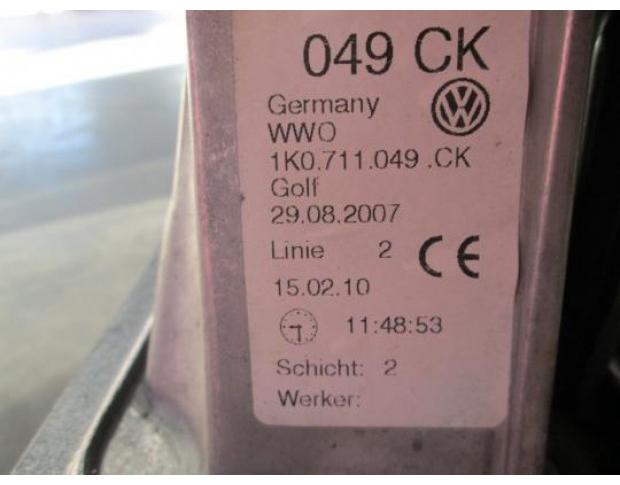 049 CK
Germany
WWO
1K0.711.049 .CK
Golf
29.08.2007
Linie 2 CE
15.02.10
11:48:53
Schicht: 2
Werker: